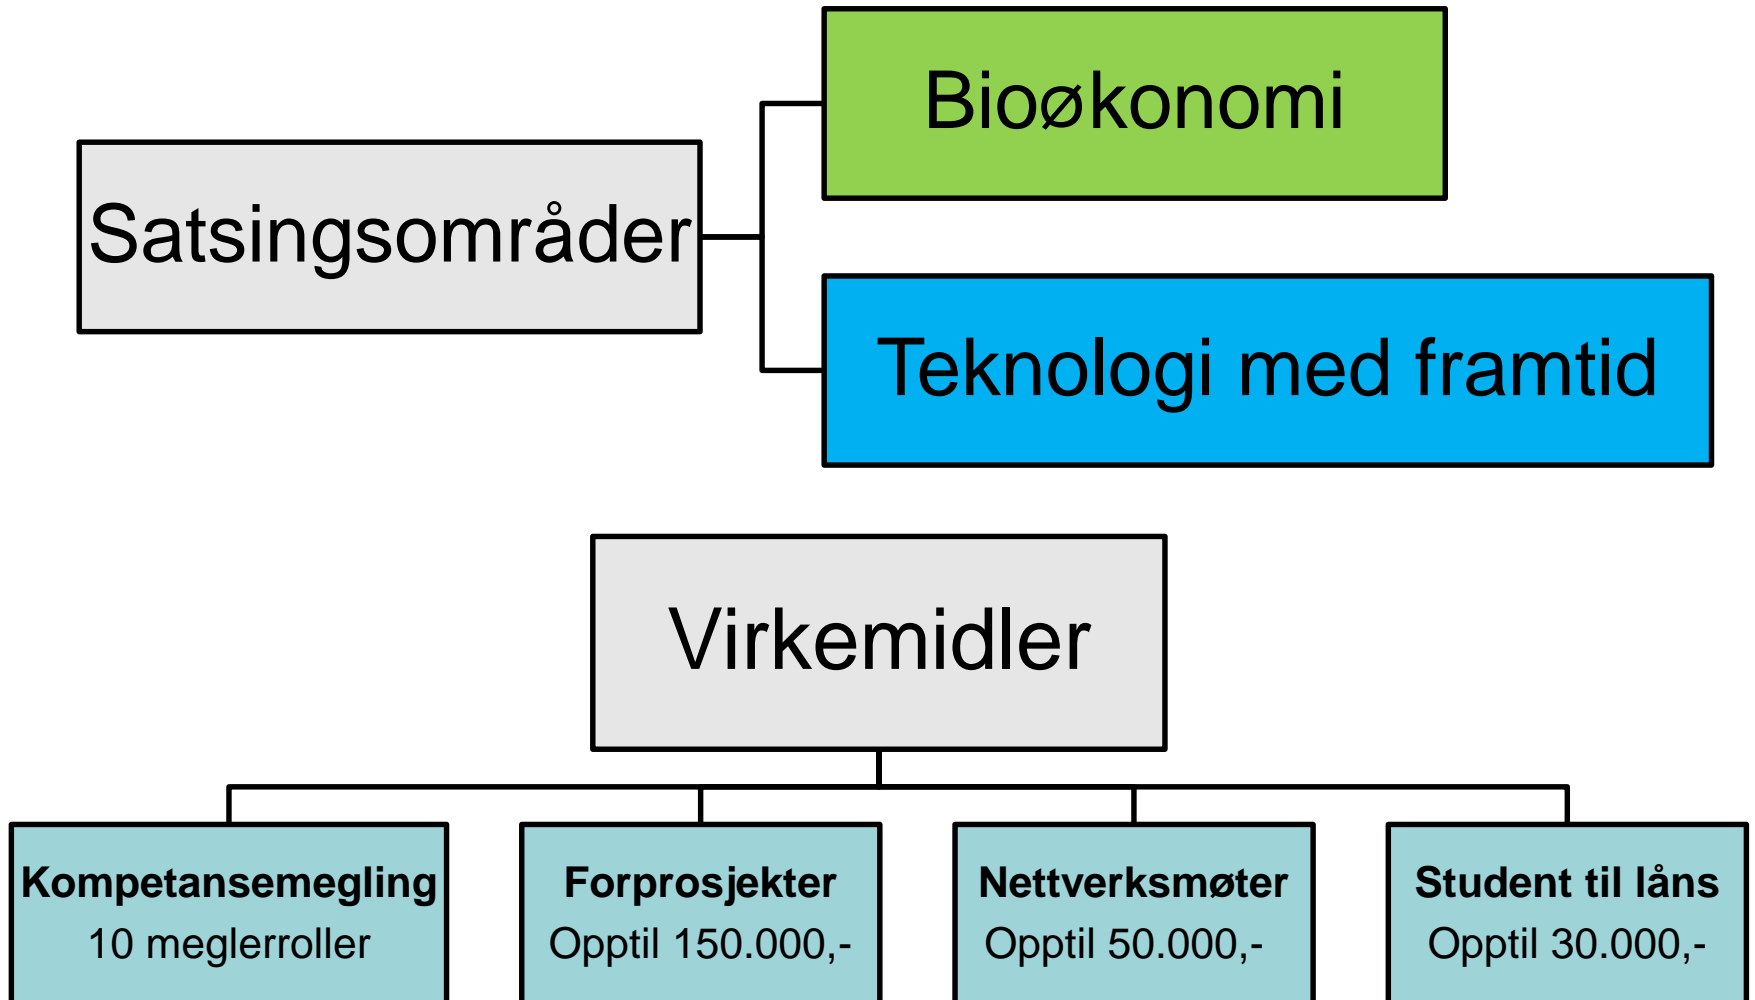 Bioøkonomi
Satsingsområder
Teknologi med framtid
Virkemidler
Kompetansemegling
10 meglerroller
Forprosjekter
Opptil 150.000,-
Nettverksmøter
Opptil 50.000,-
Student til låns
Opptil 30.000,-